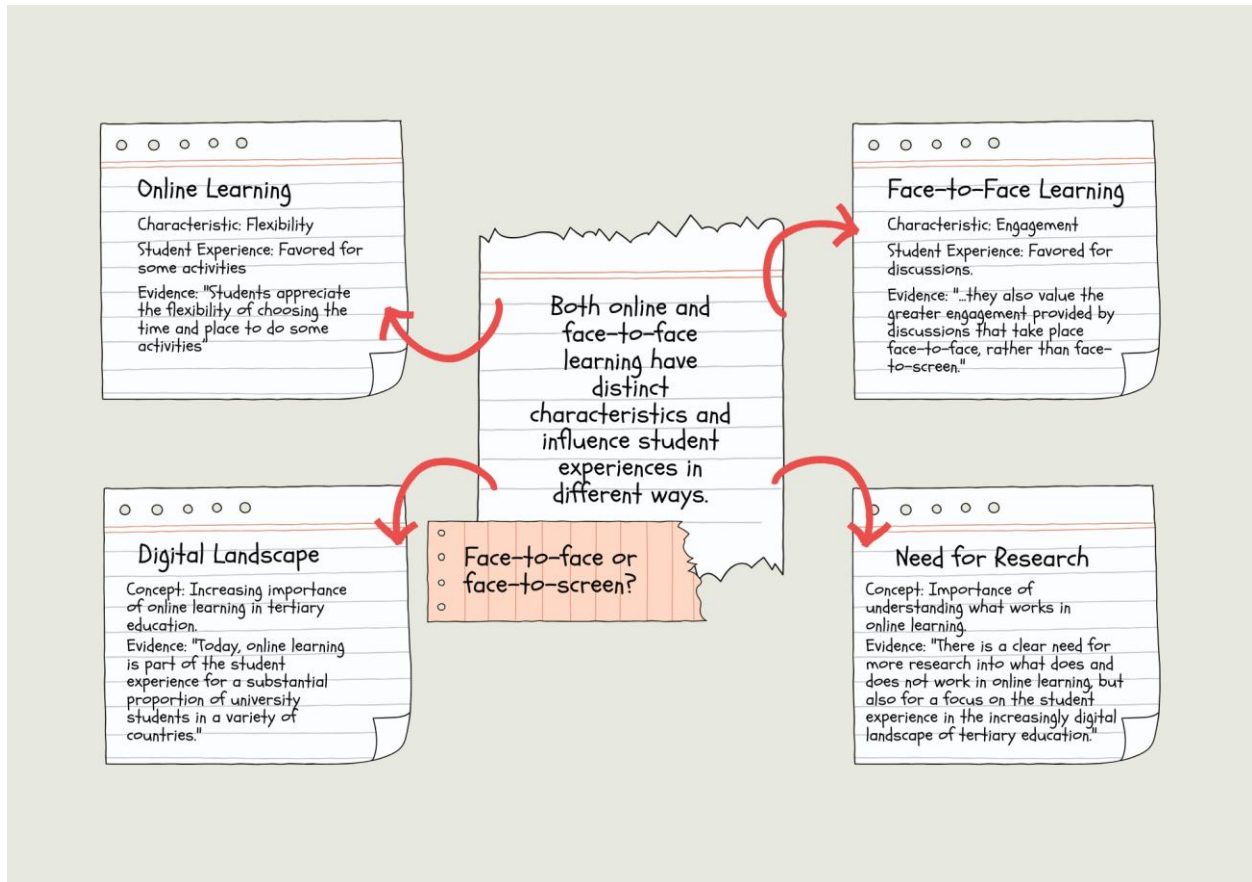 Online Learning
Characteristic: Flexibility
Student Experience: Favored for
some activities
Evidence: "Students appreciate
the flexibility of choosing the
time and place to do some
activities"
Face-to-Face Learning
Characteristic: Engagement
Student Experience: Favored for
discussions.
Evidence: "...they also value the
greater engagement provided by
discussions that take place
face-to-face, rather than face-
to-screen."
Both online and
face-to-face
learning have
distinct
characteristics and
influence student
experiences in
different ways.
Face-to-face or
face-to-screen?
Digital Landscape
Concept: Increasing importance
of online learning in tertiary
education.
Evidence: "Today, online learning
is part of the student
experience for a substantial
proportion of university
students in a variety of
countries."
Need for Research
Concept: Importance of
understanding what works in
online learning.
Evidence: "There is a clear need for
more research into what does and
does not work in online learning, but
also for a focus on the student
experience in the increasingly digital
landscape of tertiary education."